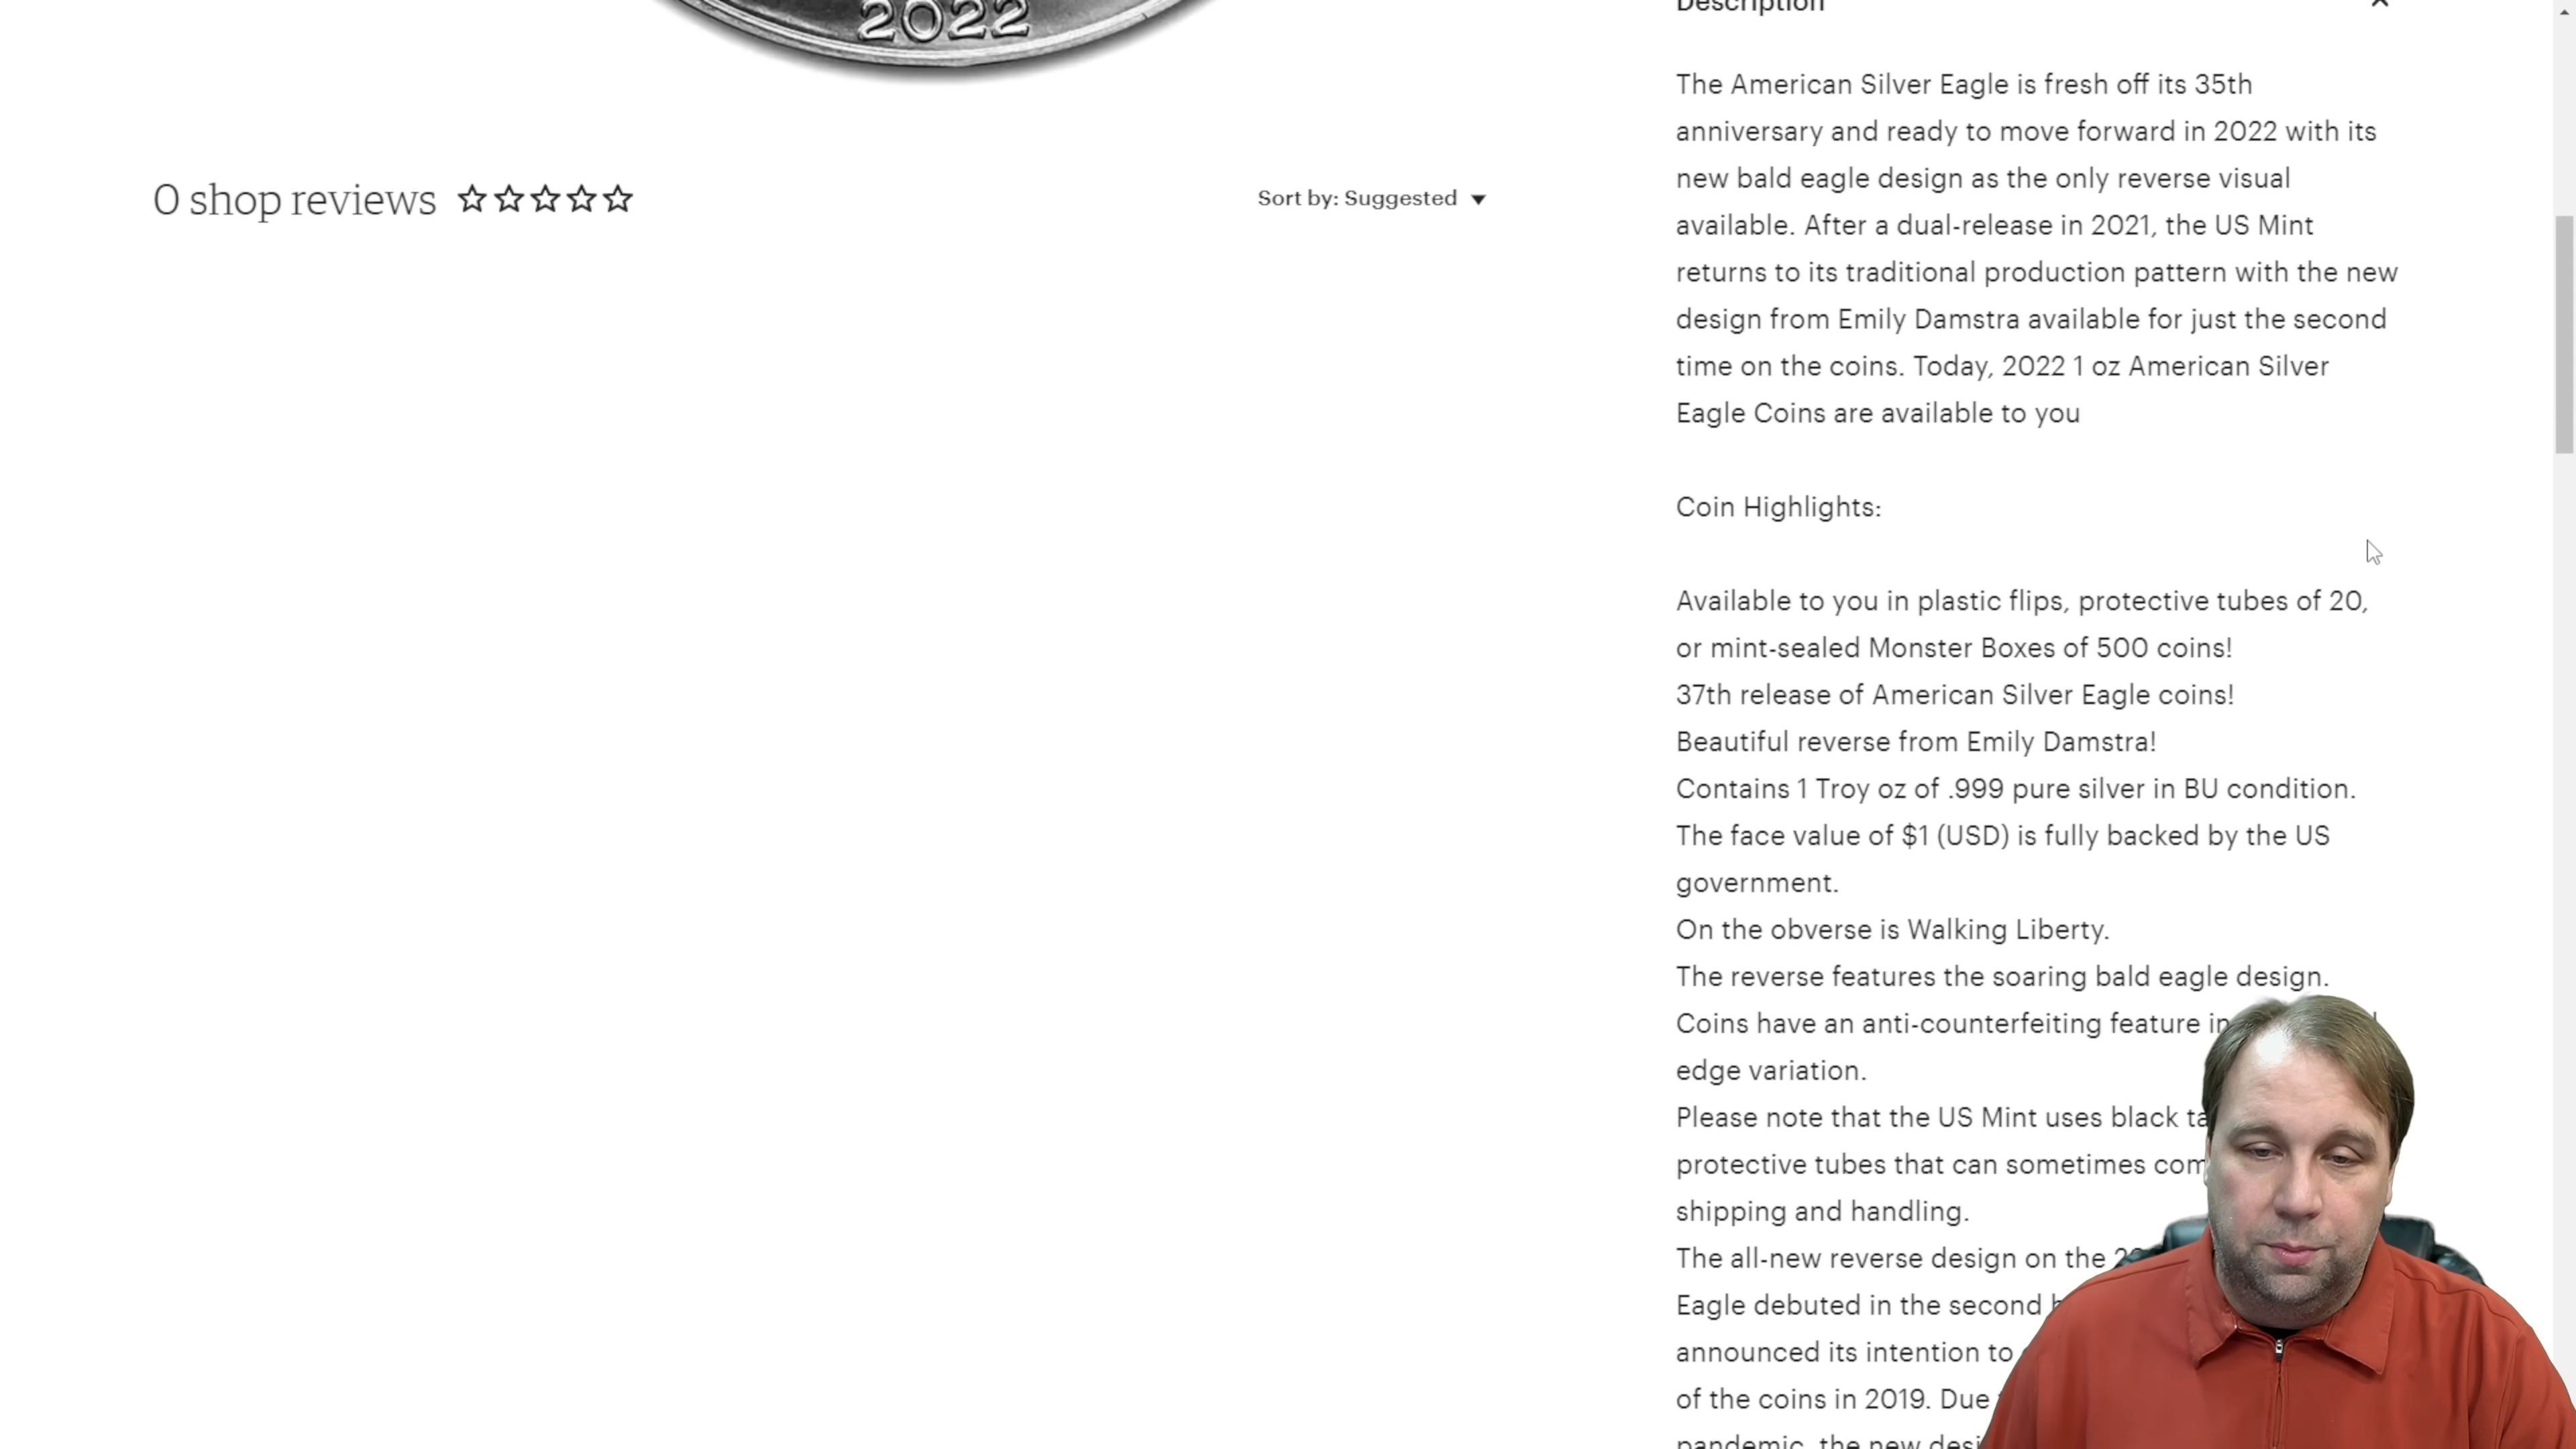 Description
2022
The American Silver Eagle is fresh off its 35th
anniversary and ready to move forward in 2022 with its
new bald eagle design as the only reverse visual
0 shop reviews
Sort by: Suggested
available. After a dual-release in 2021, the US Mint
returns to its traditional production pattern with the new
design from Emily Damstra available for just the second
time on the coins. Today, 2022 1 oz American Silver
Eagle Coins are available to you
Coin Highlights:
Available to you in plastic flips, protective tubes of 20,
or mint-sealed Monster Boxes of 500 coins!
37th release of American Silver Eagle coins!
Beautiful reverse from Emily Damstra!
Contains 1 Troy oz of .999 pure silver in BU condition.
The face value of $1 (USD) is fully backed by the US
government.
On the obverse is Walking Liberty.
The reverse features the soaring bald eagle design.
Coins have an anti-counterfeiting feature in
edge variation.
Please note that the US Mint uses black
protective tubes that can sometimes
shipping and handling.
The all-new reverse design on the
Eagle debuted in the second
announced its intention to
of the coins in 2019. Due
pandemic, the new